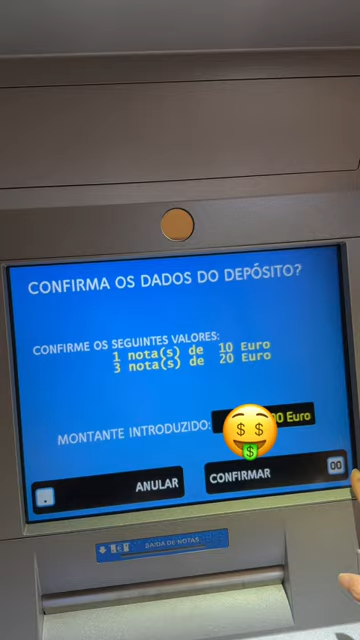 CONFIRMA OS DADOS DO DEPÓSITO?
CONFIRME OS SEGUINTES VALORES:
1 nota(s) de 10 Euro
3 nota(s) de 20 Euro
MONTANTE INTRODUZIDO: 00 Euro
. ANULAR
CONFIRMAR 00
SAÍDA DE NOTAS